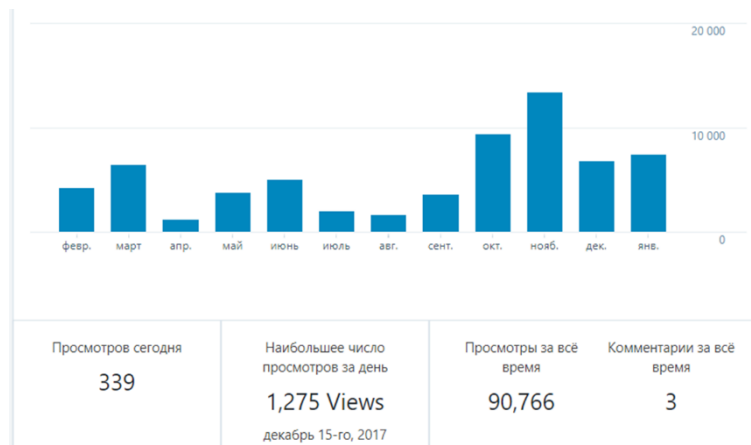 20 000
10 000
0
февр. март апр. май июнь июль авг. сент. окт. нояб. дек. янв.
Просмотров сегодня
339
Наибольшее число
просмотров за день
1,275 Views
декабрь 15-го, 2017
Просмотры за всё
время
90,766
Комментарии за всё
время
3